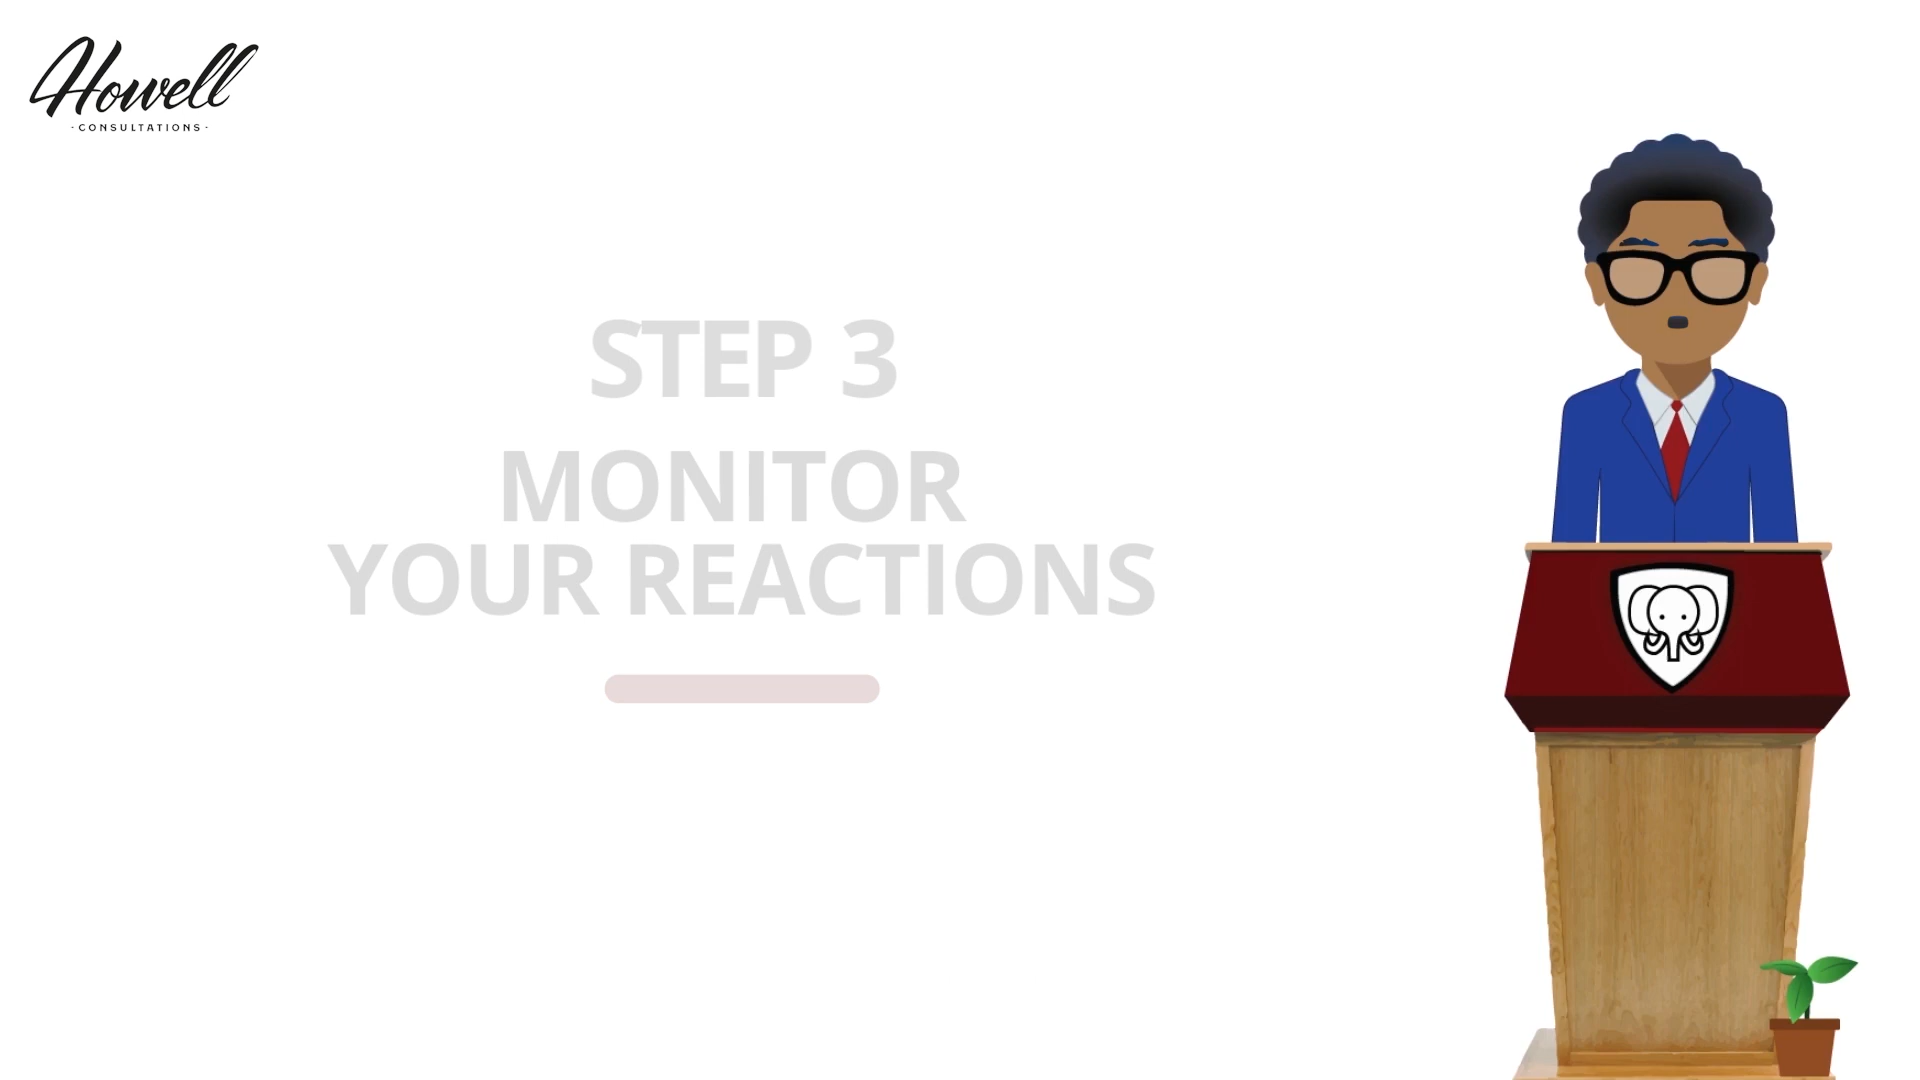 Howell
· CONSULTATIONS ·
STEP 3
MONITOR
YOUR REACTIONS